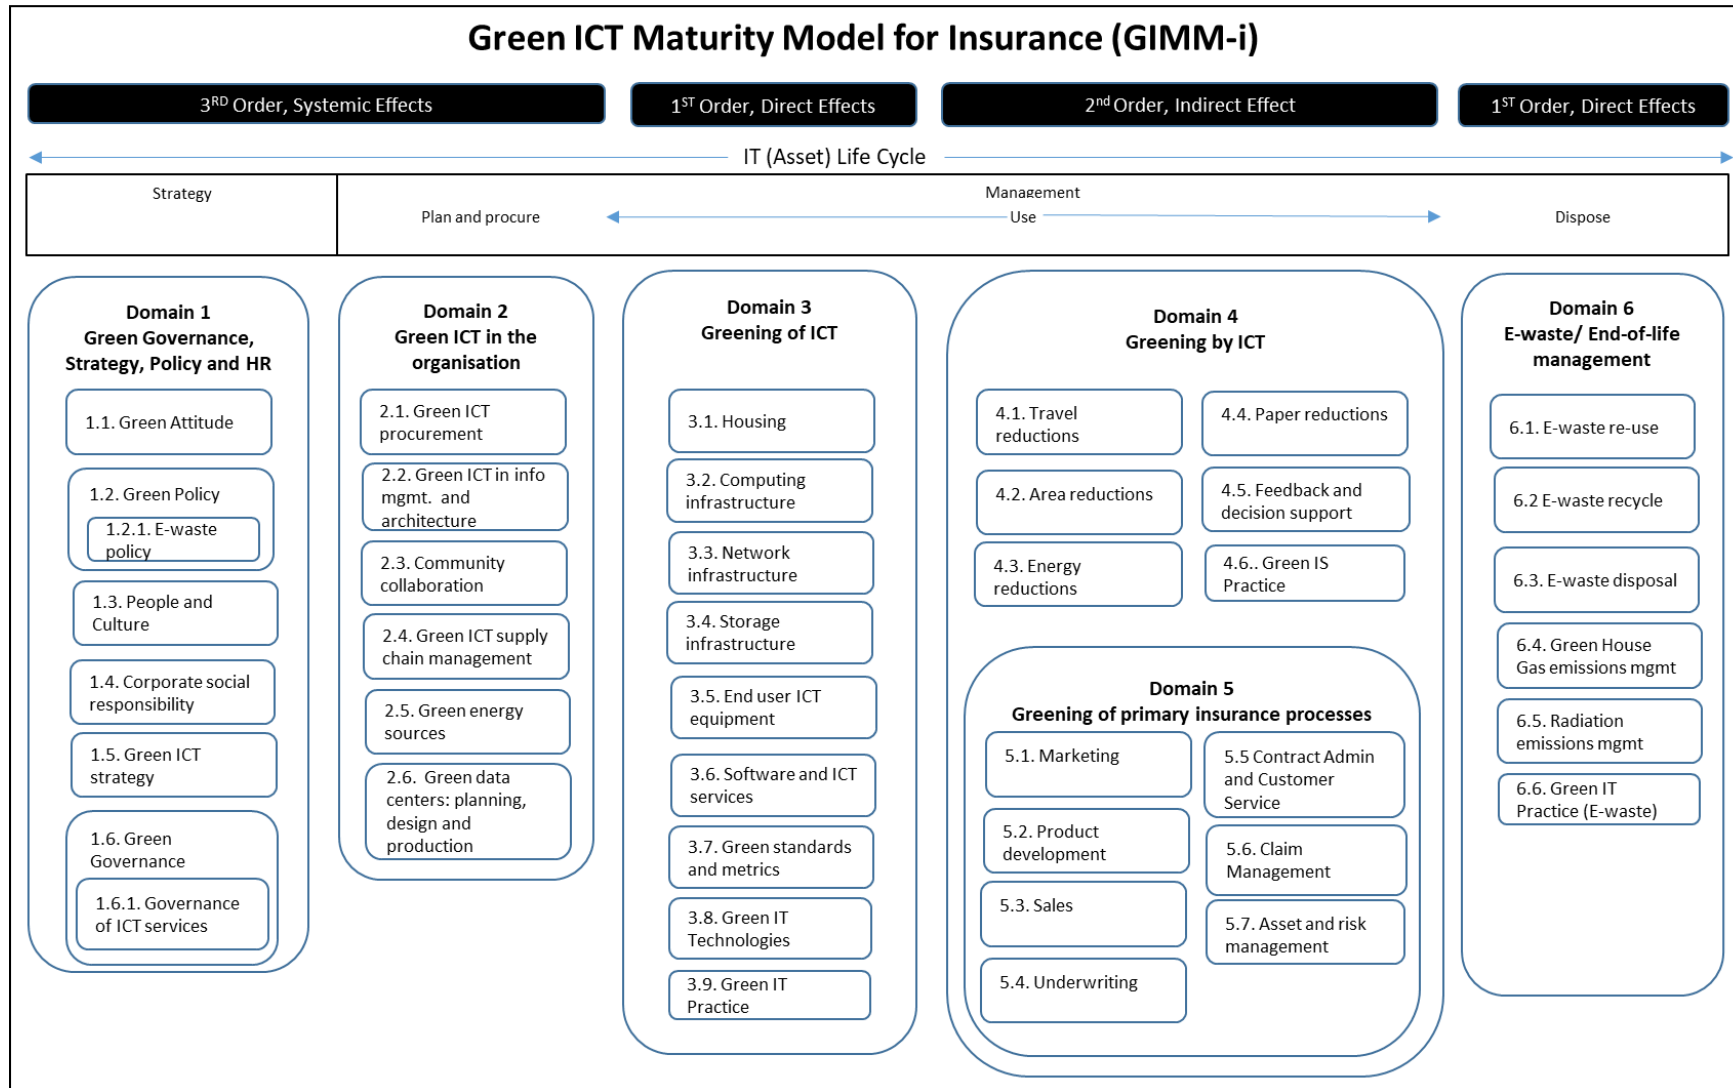 Green ICT Maturity Model for Insurance (GIMM-i)
3RD Order, Systemic Effects
1ST Order, Direct Effects
2nd Order, Indirect Effect
1ST Order, Direct Effects
IT (Asset) Life Cycle
Strategy
Management
Plan and procure
Use
Dispose
Domain 1
Green Governance,
Strategy, Policy and HR
1.1. Green Attitude
1.2. Green Policy
1.2.1. E-waste
policy
1.3. People and
Culture
1.4. Corporate social
responsibility
1.5. Green ICT
strategy
1.6. Green
Governance
1.6.1. Governance
of ICT services
Domain 2
Green ICT in the
organisation
2.1. Green ICT
procurement
2.2. Green ICT in info
mgmt. and
architecture
2.3. Community
collaboration
2.4. Green ICT supply
chain management
2.5. Green energy
sources
2.6. Green data
centers: planning,
design and
production
Domain 3
Greening of ICT
3.1. Housing
3.2. Computing
infrastructure
3.3. Network
infrastructure
3.4. Storage
infrastructure
3.5. End user ICT
equipment
3.6. Software and ICT
services
3.7. Green standards
and metrics
3.8. Green IT
Technologies
3.9. Green IT
Practice
Domain 4
Greening by ICT
4.1. Travel
reductions
4.2. Area reductions
4.3. Energy
reductions
4.4. Paper reductions
4.5. Feedback and
decision support
4.6.. Green IS
Practice
Domain 5
Greening of primary insurance processes
5.1. Marketing
5.2. Product
development
5.3. Sales
5.4. Underwriting
5.5 Contract Admin
and Customer
Service
5.6. Claim
Management
5.7. Asset and risk
management
Domain 6
E-waste/ End-of-life
management
6.1. E-waste re-use
6.2 E-waste recycle
6.3. E-waste disposal
6.4. Green House
Gas emissions mgmt
6.5. Radiation
emissions mgmt
6.6. Green IT
Practice (E-waste)